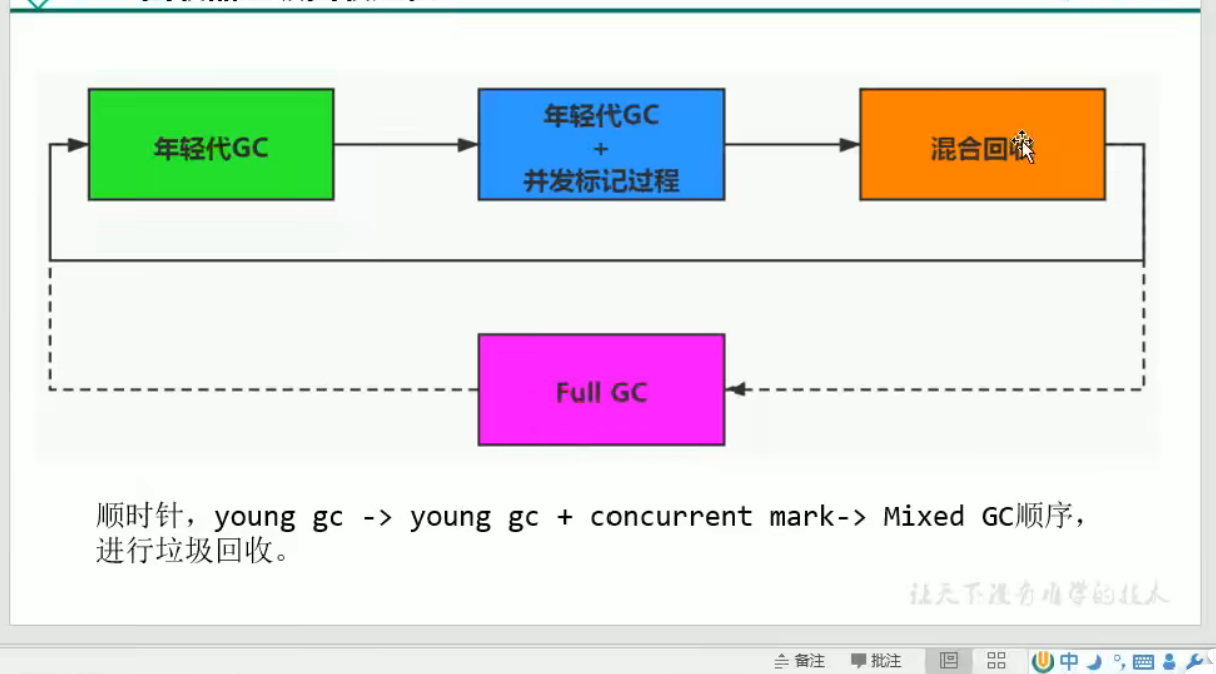 年轻代GC
年轻代GC
+
并发标记过程
混合回收
Full GC
顺时针，young gc -> young gc + concurrent mark-> Mixed GC顺序，
进行垃圾回收。
让天下没有难学的技术
备注
批注
中